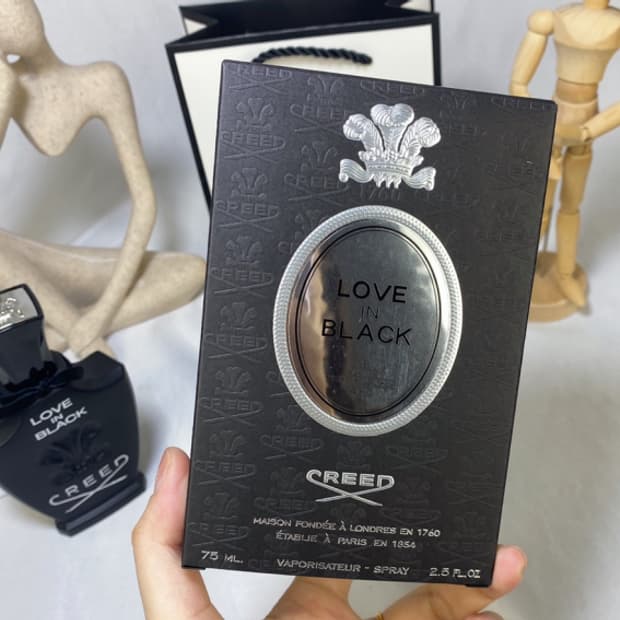 LOVE
IN
BLACK
CREED
MAISON FONDÉE À LONDRES EN 1760
ÉTABLIE À PARIS EN 1854
75 ML. VAPORISATEUR - SPRAY 2.5 FL.OZ
LOVE
IN
BLACK
CREED